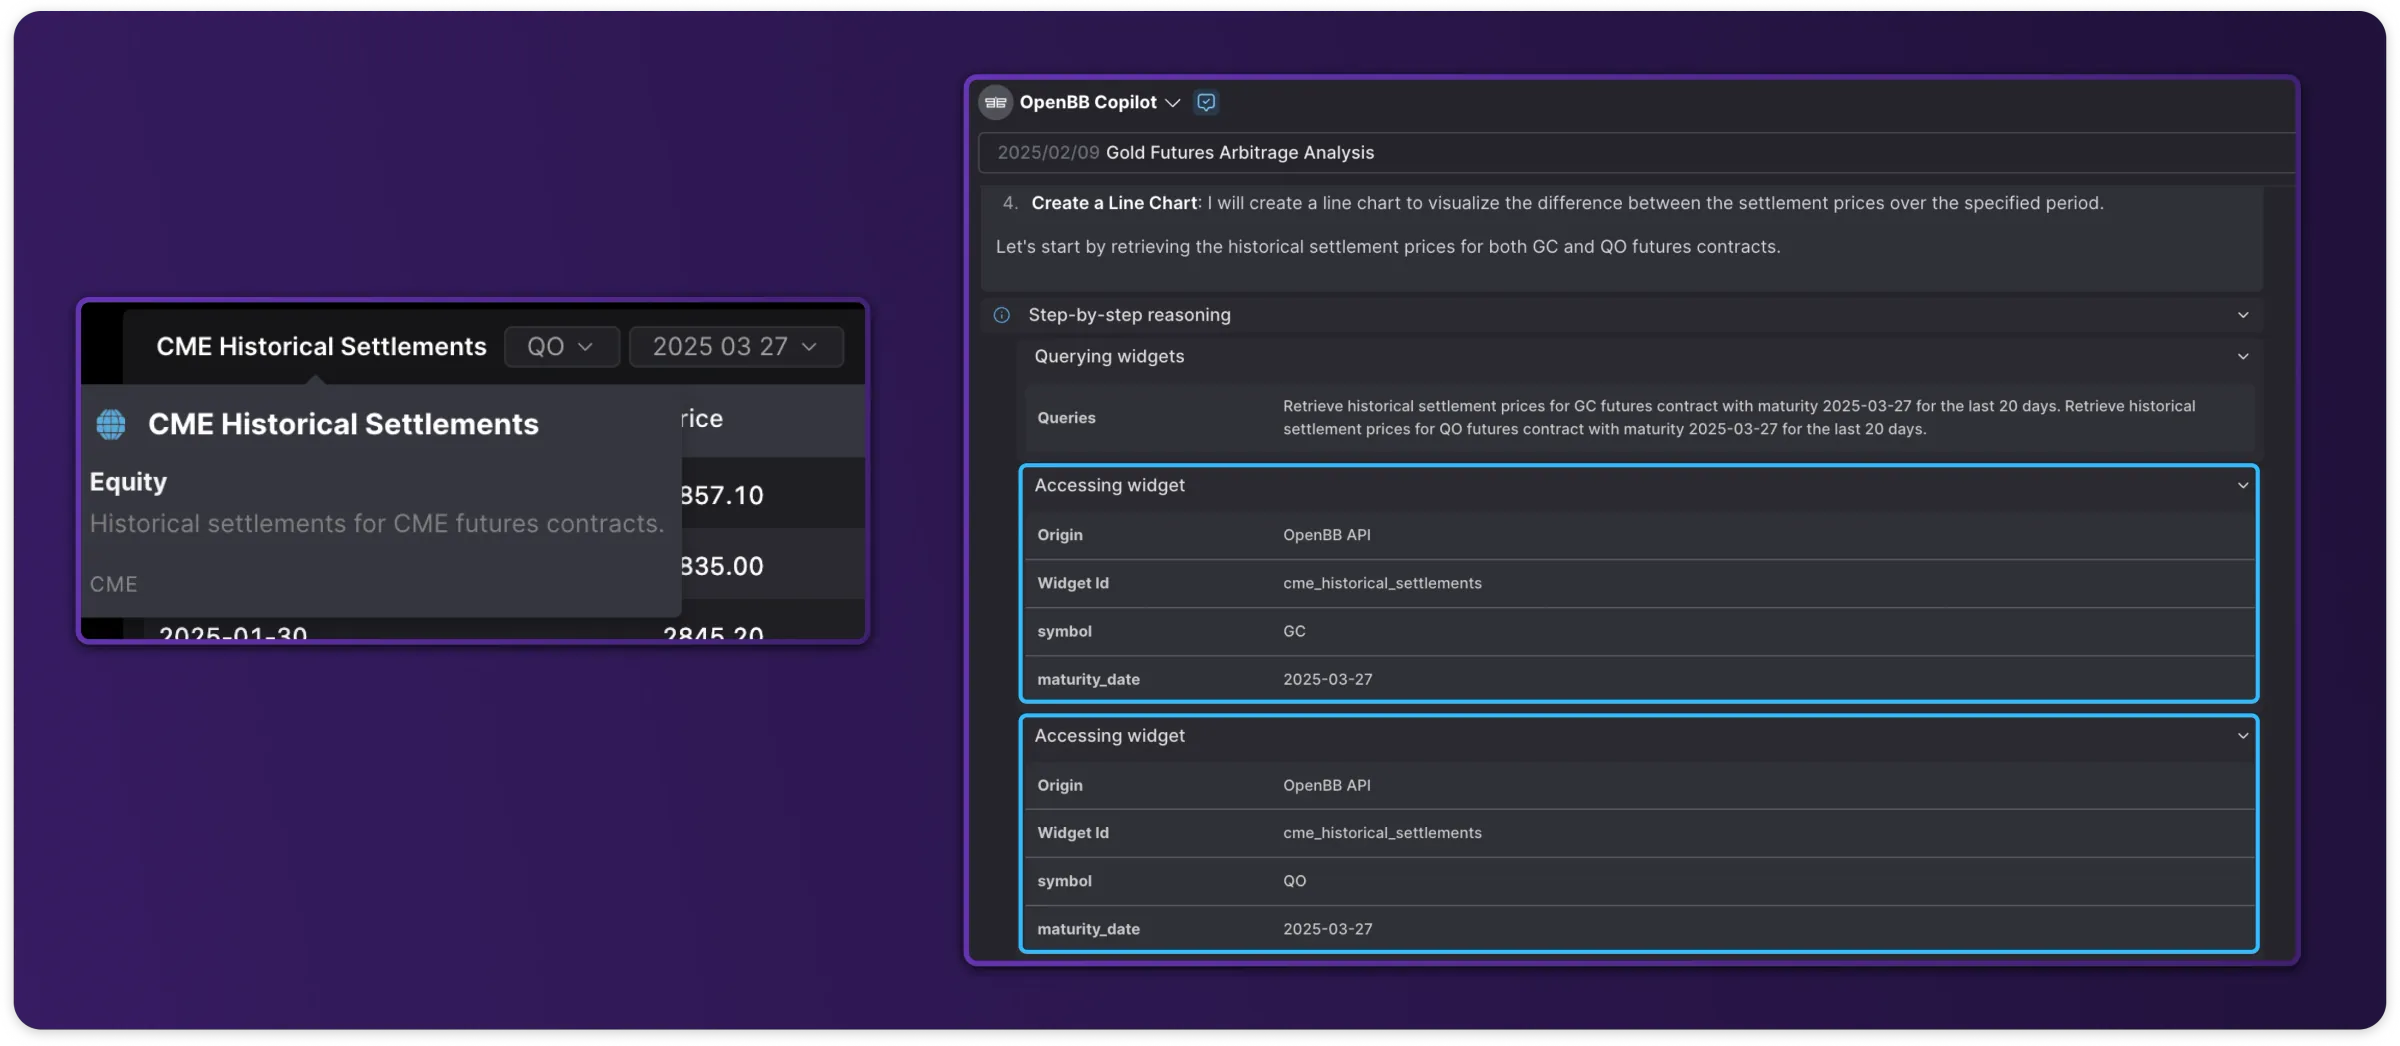 CME Historical Settlements QO 2025 03 27
CME Historical Settlements
rice
Equity
857.10
Historical settlements for CME futures contracts.
835.00
CME
2025-01-30 2845.20
OpenBB Copilot
2025/02/09 Gold Futures Arbitrage Analysis
4. Create a Line Chart: I will create a line chart to visualize the difference between the settlement prices over the specified period.
Let's start by retrieving the historical settlement prices for both GC and QO futures contracts.
Step-by-step reasoning
Querying widgets
Queries
Retrieve historical settlement prices for GC futures contract with maturity 2025-03-27 for the last 20 days. Retrieve historical
settlement prices for QO futures contract with maturity 2025-03-27 for the last 20 days.
Accessing widget
Origin OpenBB API
Widget Id cme_historical_settlements
symbol GC
maturity_date 2025-03-27
Accessing widget
Origin OpenBB API
Widget Id cme_historical_settlements
symbol QO
maturity_date 2025-03-27